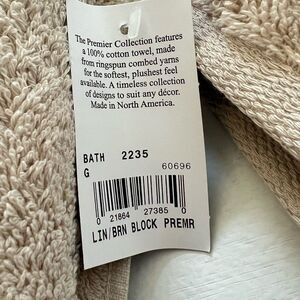 The Premier Collection features
a 100% cotton towel, made
from ringspun combed yarns
for the softest, plushest feel
available. A timeless collection
of designs to suit any décor.
Made in North America.
BATH 2235
G 60696
0 21864 27385 0
LIN/BRN BLOCK PREMR